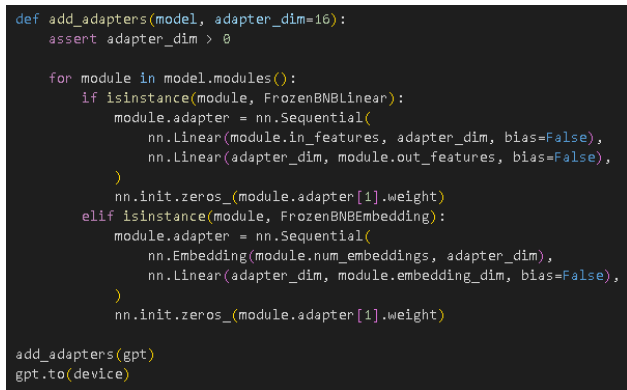 def add_adapters(model, adapter_dim=16):
    assert adapter_dim > 0

    for module in model.modules():
        if isinstance(module, FrozenBNBLinear):
            module.adapter = nn.Sequential(
                nn.Linear(module.in_features, adapter_dim, bias=False),
                nn.Linear(adapter_dim, module.out_features, bias=False),
            )
            nn.init.zeros_(module.adapter[1].weight)
        elif isinstance(module, FrozenBNBEmbedding):
            module.adapter = nn.Sequential(
                nn.Embedding(module.num_embeddings, adapter_dim),
                nn.Linear(adapter_dim, module.embedding_dim, bias=False),
            )
            nn.init.zeros_(module.adapter[1].weight)

add_adapters(gpt)
gpt.to(device)